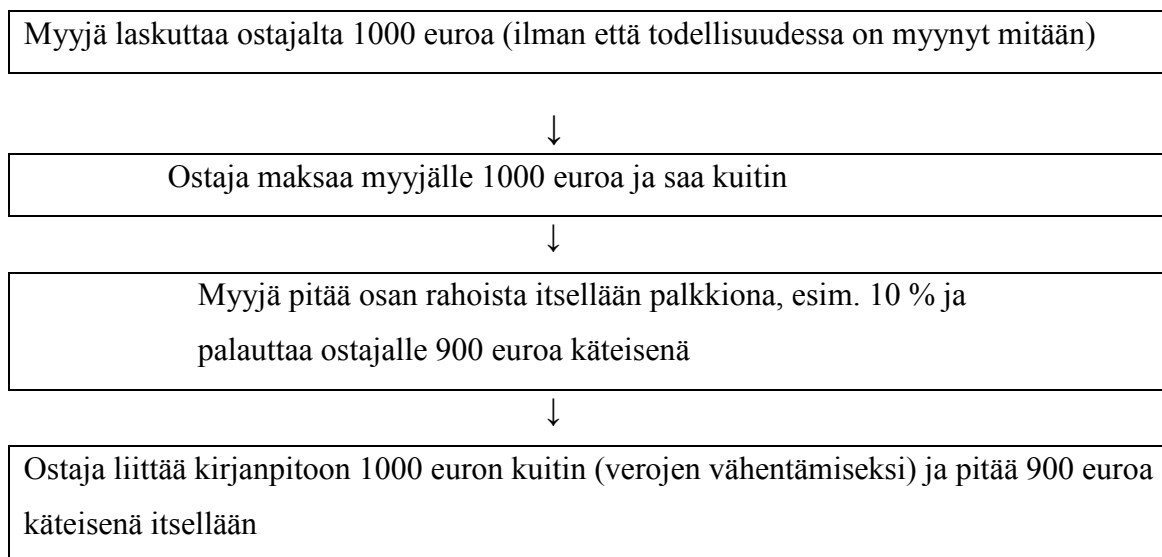 Myyjä laskuttaa ostajalta 1000 euroa (ilman että todellisuudessa on myynyt mitään)
↓
Ostaja maksaa myyjälle 1000 euroa ja saa kuitin
↓
Myyjä pitää osan rahoista itsellään palkkiona, esim. 10 % ja
palauttaa ostajalle 900 euroa käteisenä
↓
Ostaja liittää kirjanpitoon 1000 euron kuitin (verojen vähentämiseksi) ja pitää 900 euroa
käteisenä itsellään